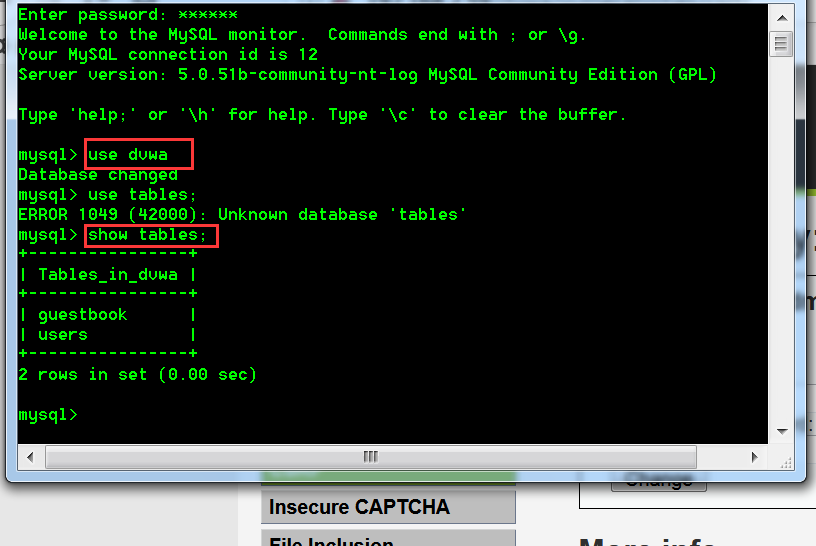 Enter password: ******
Welcome to the MySQL monitor.  Commands end with ; or \g.
Your MySQL connection id is 12
Server version: 5.0.51b-community-nt-log MySQL Community Edition (GPL)
Type 'help;' or '\h' for help. Type '\c' to clear the buffer.
mysql> use dvwa
Database changed
mysql> use tables;
ERROR 1049 (42000): Unknown database 'tables'
mysql> show tables;
+----------------+
| Tables_in_dvwa |
+----------------+
| guestbook      |
| users          |
+----------------+
2 rows in set (0.00 sec)
mysql>
Change
Insecure CAPTCHA
File Inclusion
More info